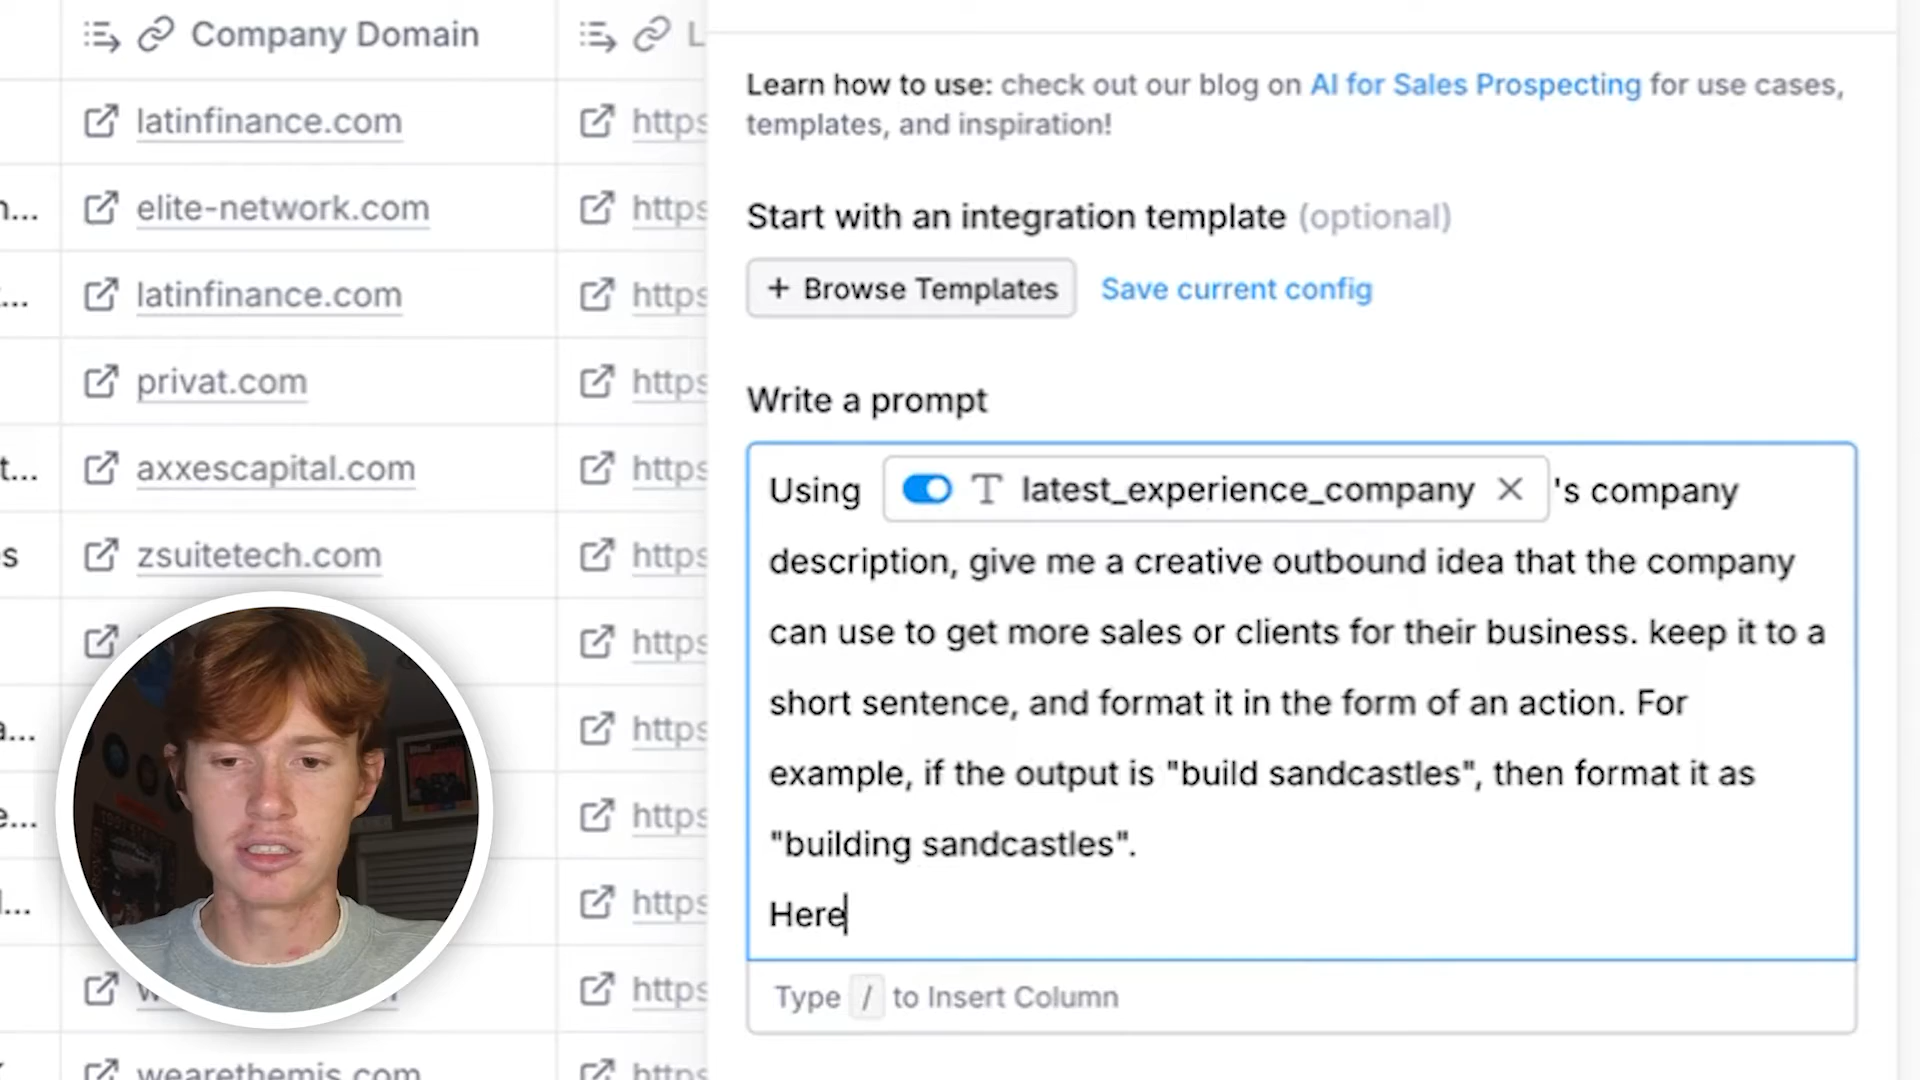 Company Domain
L
latinfinance.com
https
elite-network.com
https
latinfinance.com
https
privat.com
https
axxescapital.com
https
zsuitetech.com
https
https
https
https
https
https
wearethemis.com
https
Learn how to use: check out our blog on AI for Sales Prospecting for use cases,
templates, and inspiration!
Start with an integration template (optional)
+ Browse Templates
Save current config
Write a prompt
Using T latest_experience_company 's company
description, give me a creative outbound idea that the company
can use to get more sales or clients for their business. keep it to a
short sentence, and format it in the form of an action. For
example, if the output is "build sandcastles", then format it as
"building sandcastles".
Here
Type / to Insert Column